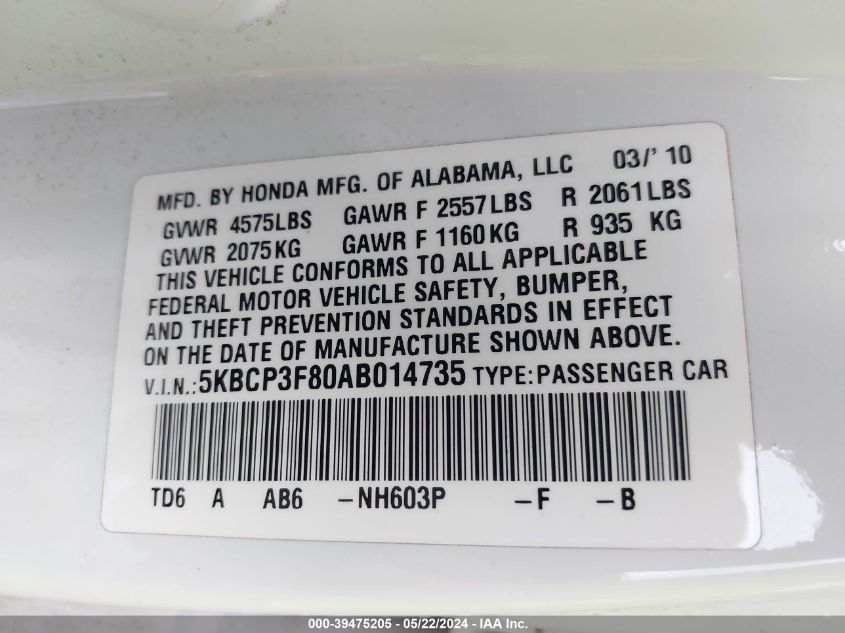 MFD. BY HONDA MFG. OF ALABAMA, LLC 03/'10
GVWR 4575LBS GAWR F 2557LBS R 2061LBS
GVWR 2075KG GAWR F 1160KG R 935 KG
THIS VEHICLE CONFORMS TO ALL APPLICABLE
FEDERAL MOTOR VEHICLE SAFETY, BUMPER,
AND THEFT PREVENTION STANDARDS IN EFFECT
ON THE DATE OF MANUFACTURE SHOWN ABOVE.
V.I.N.:5KBCP3F80AB014735 TYPE:PASSENGER CAR
TD6 A AB6 -NH603P -F -B
000-39475205 - 05/22/2024 - IAA Inc.